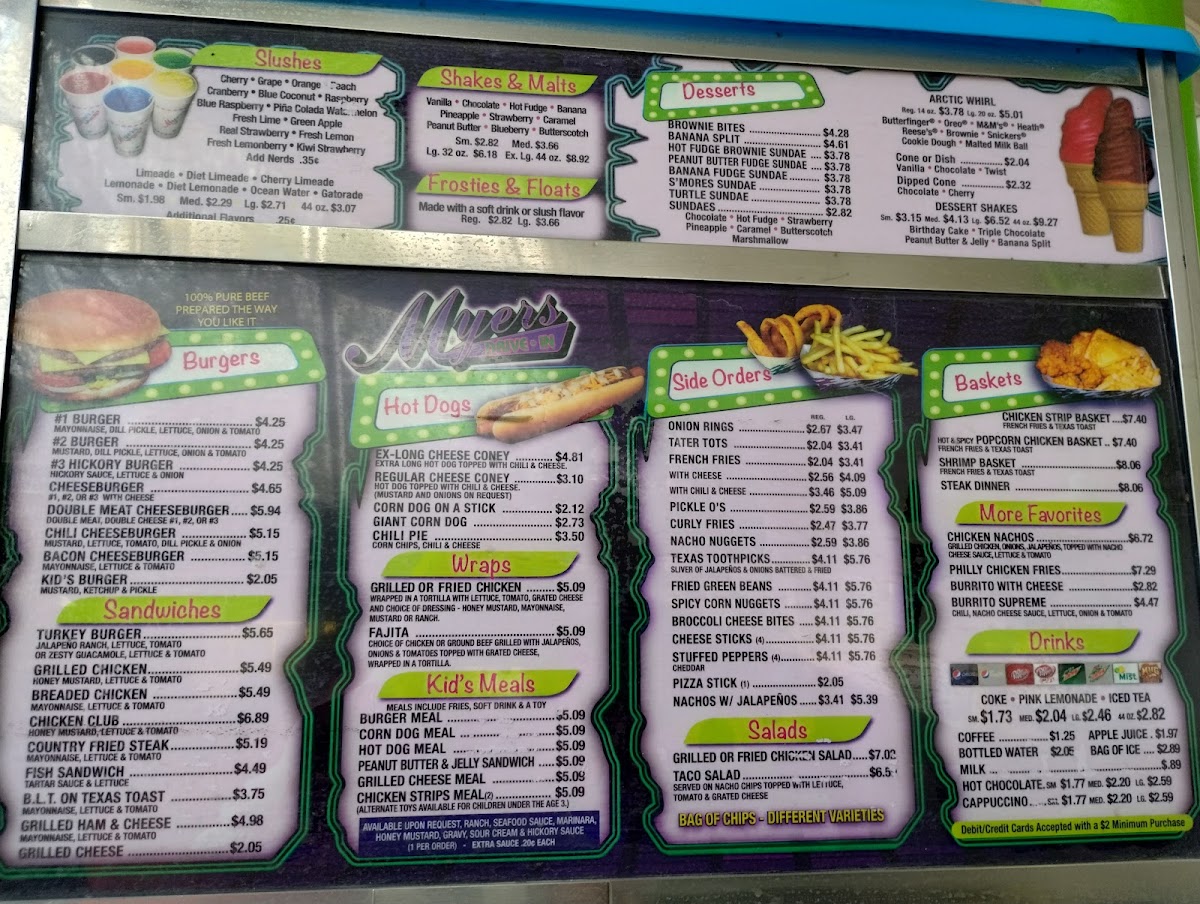 Slushes
Cherry • Grape • Orange
Cranberry • Blue Coconut • Raspberry
Blue Raspberry • Piña Colada
Fresh Lime • Green Apple
Real Strawberry • Fresh Lemon
Fresh Lemonberry • Kiwi Strawberry
Add Nerds .35¢
Limeade • Diet Limeade • Cherry Limeade
Lemonade • Diet Lemonade • Ocean Water • Gatorade
Sm. $1.98 Med. $2.29 Lg. $2.71 44 oz. $3.07
Additional Flavors .25¢
Shakes & Malts
Vanilla • Chocolate • Hot Fudge • Banana
Pineapple • Strawberry • Caramel
Peanut Butter • Blueberry • Butterscotch
Sm. $2.82 Med. $3.66
Lg. 32 oz. $6.18 Ex. Lg. 44 oz. $8.92
Frosties & Floats
Made with a soft drink or slush flavor
Reg. $2.82 Lg. $3.66
Desserts
BROWNIE BITES $4.28
BANANA SPLIT $4.61
HOT FUDGE BROWNIE SUNDAE .... $3.78
PEANUT BUTTER FUDGE SUNDAE .... $3.78
BANANA FUDGE SUNDAE $3.78
S'MORES SUNDAE $3.78
TURTLE SUNDAE $3.78
SUNDAES $2.82
Chocolate • Hot Fudge • Strawberry
Pineapple • Caramel • Butterscotch
Marshmallow
ARCTIC WHIRL
Reg. 14 oz. $3.78 Lg. 20 oz. $5.01
Butterfinger® • Oreo® • M&M's® • Heath®
Reese's® • Brownie • Snickers®
Cookie Dough • Malted Milk Ball
Cone or Dish $2.04
Vanilla • Chocolate • Twist
Dipped Cone $2.32
Chocolate • Cherry
DESSERT SHAKES
Sm. $3.15 Med. $4.13 Lg. $6.52 44 oz. $9.27
Birthday Cake • Triple Chocolate
Peanut Butter & Jelly • Banana Split
100% PURE BEEF
PREPARED THE WAY
YOU LIKE IT
Burgers
#1 BURGER $4.25
MAYONNAISE, DILL PICKLE, LETTUCE, ONION & TOMATO
#2 BURGER $4.25
MUSTARD, DILL PICKLE, LETTUCE, ONION & TOMATO
#3 HICKORY BURGER $4.25
HICKORY SAUCE, LETTUCE & ONION
CHEESEBURGER $4.65
#1, #2, OR #3 WITH CHEESE
DOUBLE MEAT CHEESEBURGER $5.94
DOUBLE MEAT, DOUBLE CHEESE #1, #2, OR #3
CHILI CHEESEBURGER $5.15
MUSTARD, LETTUCE, TOMATO, DILL PICKLE & ONION
BACON CHEESEBURGER $5.15
MAYONNAISE, LETTUCE & TOMATO
KID'S BURGER $2.05
MUSTARD, KETCHUP & PICKLE
Sandwiches
TURKEY BURGER $5.65
JALAPEÑO RANCH, LETTUCE, TOMATO
OR ZESTY GUACAMOLE, LETTUCE & TOMATO
GRILLED CHICKEN $5.49
HONEY MUSTARD, LETTUCE & TOMATO
BREADED CHICKEN $5.49
MAYONNAISE, LETTUCE & TOMATO
CHICKEN CLUB $6.89
HONEY MUSTARD, LETTUCE & TOMATO
COUNTRY FRIED STEAK $5.19
MAYONNAISE, LETTUCE & TOMATO
FISH SANDWICH $4.49
TARTAR SAUCE & LETTUCE
B.L.T. ON TEXAS TOAST $3.75
MAYONNAISE, LETTUCE & TOMATO
GRILLED HAM & CHEESE $4.98
MAYONNAISE, LETTUCE & TOMATO
GRILLED CHEESE $2.05
Myers
DRIVE • IN
Hot Dogs
EX-LONG CHEESE CONEY $4.81
EXTRA LONG HOT DOG TOPPED WITH CHILI & CHEESE.
REGULAR CHEESE CONEY $3.10
HOT DOG TOPPED WITH CHILI & CHEESE.
(MUSTARD AND ONIONS ON REQUEST)
CORN DOG ON A STICK $2.12
GIANT CORN DOG $2.73
CHILI PIE $3.50
CORN CHIPS, CHILI & CHEESE
Wraps
GRILLED OR FRIED CHICKEN $5.09
WRAPPED IN A TORTILLA WITH LETTUCE, TOMATO, GRATED CHEESE
AND CHOICE OF DRESSING - HONEY MUSTARD, MAYONNAISE,
MUSTARD OR RANCH.
FAJITA $5.09
CHOICE OF CHICKEN OR GROUND BEEF GRILLED WITH JALAPEÑOS,
ONIONS & TOMATOES TOPPED WITH GRATED CHEESE,
WRAPPED IN A TORTILLA.
Kid's Meals
MEALS INCLUDE FRIES, SOFT DRINK & A TOY
BURGER MEAL $5.09
CORN DOG MEAL $5.09
HOT DOG MEAL $5.09
PEANUT BUTTER & JELLY SANDWICH $5.09
GRILLED CHEESE MEAL $5.09
CHICKEN STRIPS MEAL(2) $5.09
(ALTERNATE TOYS AVAILABLE FOR CHILDREN UNDER THE AGE 3.)
AVAILABLE UPON REQUEST, RANCH, SEAFOOD SAUCE, MARINARA,
HONEY MUSTARD, GRAVY, SOUR CREAM & HICKORY SAUCE
(1 PER ORDER) • EXTRA SAUCE .20¢ EACH
Side Orders
REG. LG.
ONION RINGS $2.67 $3.47
TATER TOTS $2.04 $3.41
FRENCH FRIES $2.04 $3.41
WITH CHEESE $2.56 $4.09
WITH CHILI & CHEESE $3.46 $5.09
PICKLE O'S $2.59 $3.86
CURLY FRIES $2.47 $3.77
NACHO NUGGETS $2.59 $3.86
TEXAS TOOTHPICKS $4.11 $5.76
SLIVER OF JALAPEÑOS & ONIONS BATTERED & FRIED
FRIED GREEN BEANS $4.11 $5.76
SPICY CORN NUGGETS $4.11 $5.76
BROCCOLI CHEESE BITES $4.11 $5.76
CHEESE STICKS (4) $4.11 $5.76
STUFFED PEPPERS (4) $4.11 $5.76
CHEDDAR
PIZZA STICK (1) $2.05
NACHOS W/ JALAPEÑOS $3.41 $5.39
Salads
GRILLED OR FRIED CHICKEN SALAD $7.02
TACO SALAD
SERVED ON NACHO CHIPS TOPPED WITH LETTUCE,
TOMATO & GRATED CHEESE
BAG OF CHIPS - DIFFERENT VARIETIES
Baskets
CHICKEN STRIP BASKET $7.40
FRENCH FRIES & TEXAS TOAST
HOT & SPICY POPCORN CHICKEN BASKET $7.40
FRENCH FRIES & TEXAS TOAST
SHRIMP BASKET $8.06
FRENCH FRIES & TEXAS TOAST
STEAK DINNER $8.06
More Favorites
CHICKEN NACHOS $6.72
GRILLED CHICKEN, ONIONS, JALAPEÑOS, TOPPED WITH NACHO
CHEESE SAUCE, LETTUCE & TOMATO
PHILLY CHICKEN FRIES $7.29
BURRITO WITH CHEESE $2.82
BURRITO SUPREME $4.47
CHILI, NACHO CHEESE SAUCE, LETTUCE, ONION & TOMATO
Drinks
COKE • PINK LEMONADE • ICED TEA
SM. $1.73 MED. $2.04 LG. $2.46 44 OZ. $2.82
COFFEE $1.25 APPLE JUICE . $1.97
BOTTLED WATER $2.05 BAG OF ICE .... $2.89
MILK $.89
HOT CHOCOLATE. SM $1.77 MED. $2.20 LG. $2.59
CAPPUCCINO SM $1.77 MED. $2.20 LG. $2.59
Debit/Credit Cards Accepted with a $2 Minimum Purchase